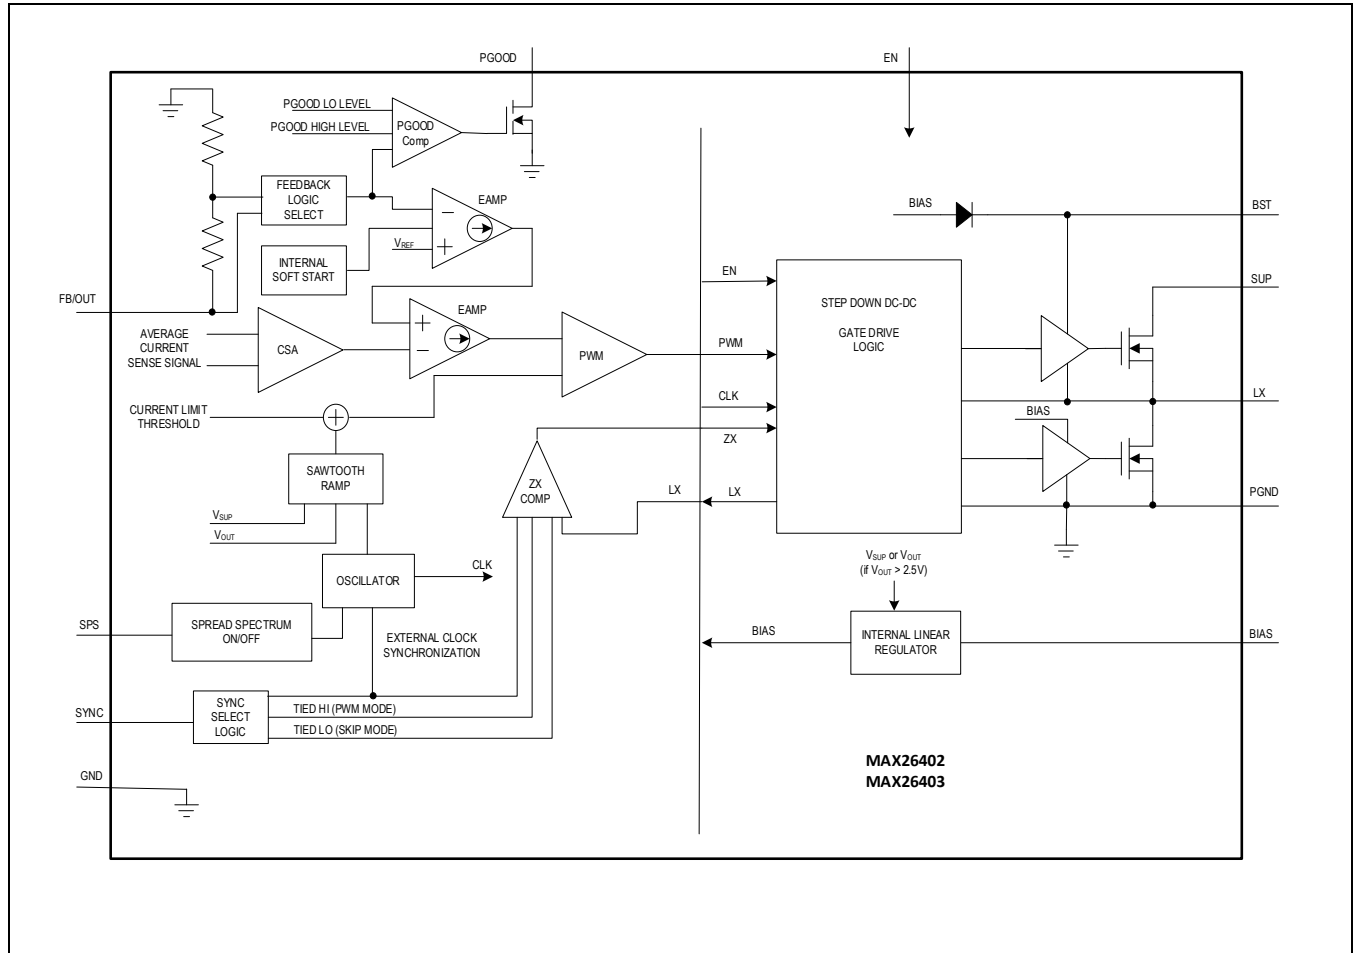 PGOOD
EN
PGOOD LO LEVEL
PGOOD HIGH LEVEL
PGOOD
Comp
FEEDBACK
LOGIC
SELECT
EAMP
−
VREF
+
INTERNAL
SOFT START
BIAS
BST
SUP
FB/OUT
EN
STEP DOWN DC-DC
GATE DRIVE
LOGIC
AVERAGE
CURRENT
SENSE SIGNAL
CSA
EAMP
+
−
PWM
PWM
CLK
ZX
LX
BIAS
CURRENT LIMIT
THRESHOLD
+
SAWTOOTH
RAMP
VSUP
VOUT
ZX
COMP
LX
LX
PGND
OSCILLATOR
CLK
VSUP or VOUT
(if VOUT > 2.5V)
SPS
SPREAD SPECTRUM
ON/OFF
EXTERNAL CLOCK
SYNCHRONIZATION
BIAS
INTERNAL LINEAR
REGULATOR
BIAS
SYNC
SYNC
SELECT
LOGIC
TIED HI (PWM MODE)
TIED LO (SKIP MODE)
GND
MAX26402
MAX26403